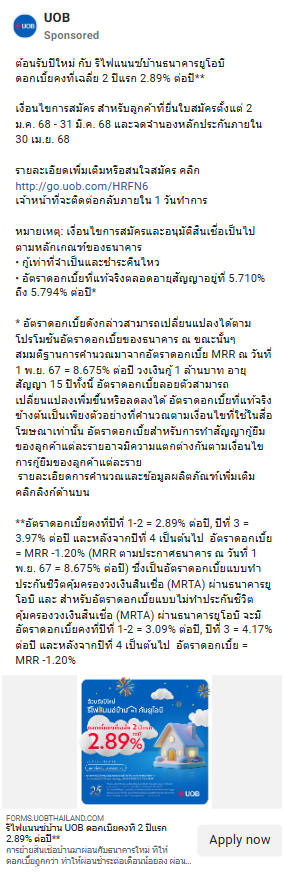 UOB
Sponsored
ต้อนรับปีใหม่ กับ รีไฟแนนซ์บ้านธนาคารยูโอบี
ดอกเบี้ยคงที่เฉลี่ย 2 ปีแรก 2.89% ต่อปี**
เงื่อนไขการสมัคร สำหรับลูกค้าที่ยื่นใบสมัครตั้งแต่ 2
ม.ค. 68 - 31 มี.ค. 68 และจดจำนองหลักประกันภายใน
30 เม.ย. 68
รายละเอียดเพิ่มเติมหรือสนใจสมัคร คลิก
http://go.uob.com/HRFN6
เจ้าหน้าที่จะติดต่อกลับภายใน 1 วันทำการ
หมายเหตุ: เงื่อนไขการสมัครและอนุมัติสินเชื่อเป็นไป
ตามหลักเกณฑ์ของธนาคาร
• กู้เท่าที่จำเป็นและชำระคืนไหว
• อัตราดอกเบี้ยที่แท้จริงตลอดอายุสัญญาอยู่ที่ 5.710%
ถึง 5.794% ต่อปี*
* อัตราดอกเบี้ยดังกล่าวสามารถเปลี่ยนแปลงได้ตาม
โปรโมชันอัตราดอกเบี้ยของธนาคาร ณ ขณะนั้นๆ
สมมติฐานการคำนวณมาจากอัตราดอกเบี้ย MRR ณ วันที่
1 พ.ย. 67 = 8.675% ต่อปี วงเงินกู้ 1 ล้านบาท อายุ
สัญญา 15 ปีทั้งนี้ อัตราดอกเบี้ยลอยตัวสามารถ
เปลี่ยนแปลงเพิ่มขึ้นหรือลดลงได้ อัตราดอกเบี้ยที่แท้จริง
ข้างต้นเป็นเพียงตัวอย่างที่คำนวณตามเงื่อนไขที่ใช้ในสื่อ
โฆษณาเท่านั้น อัตราดอกเบี้ยสำหรับการทำสัญญากู้ยืม
ของลูกค้าแต่ละรายอาจมีความแตกต่างกันตามเงื่อนไข
การกู้ยืมของลูกค้าแต่ละราย
รายละเอียดการคำนวณและข้อมูลผลิตภัณฑ์เพิ่มเติม
คลิกลิงก์ด้านบน
**อัตราดอกเบี้ยคงที่ปีที่ 1-2 = 2.89% ต่อปี, ปีที่ 3 =
3.97% ต่อปี และหลังจากปีที่ 4 เป็นต้นไป อัตราดอกเบี้ย
= MRR -1.20% (MRR ตามประกาศธนาคาร ณ วันที่ 1
พ.ย. 67 = 8.675% ต่อปี) ซึ่งเป็นอัตราดอกเบี้ยแบบทำ
ประกันชีวิตคุ้มครองวงเงินสินเชื่อ (MRTA) ผ่านธนาคารยู
โอบี และ สำหรับอัตราดอกเบี้ยแบบไม่ทำประกันชีวิต
คุ้มครองวงเงินสินเชื่อ (MRTA) ผ่านธนาคารยูโอบี จะมี
อัตราดอกเบี้ยคงที่ปีที่ 1-2 = 3.09% ต่อปี, ปีที่ 3 = 4.17%
ต่อปี และหลังจากปีที่ 4 เป็นต้นไป อัตราดอกเบี้ย =
MRR -1.20%
ต้อนรับปีใหม่
รีไฟแนนซ์บ้าน กับยูโอบี
2.89%
25
UOB
FORMS.UOBTHAILAND.COM
รีไฟแนนซ์บ้าน UOB ดอกเบี้ยคงที่ 2 ปีแรก
2.89% ต่อปี**
การย้ายสินเชื่อบ้านมาผ่อนกับธนาคารใหม่ ที่ให้
ดอกเบี้ยถูกกว่า ทำให้ผ่อนชำระต่อเดือนน้อยลง ผ่อน...
Apply now